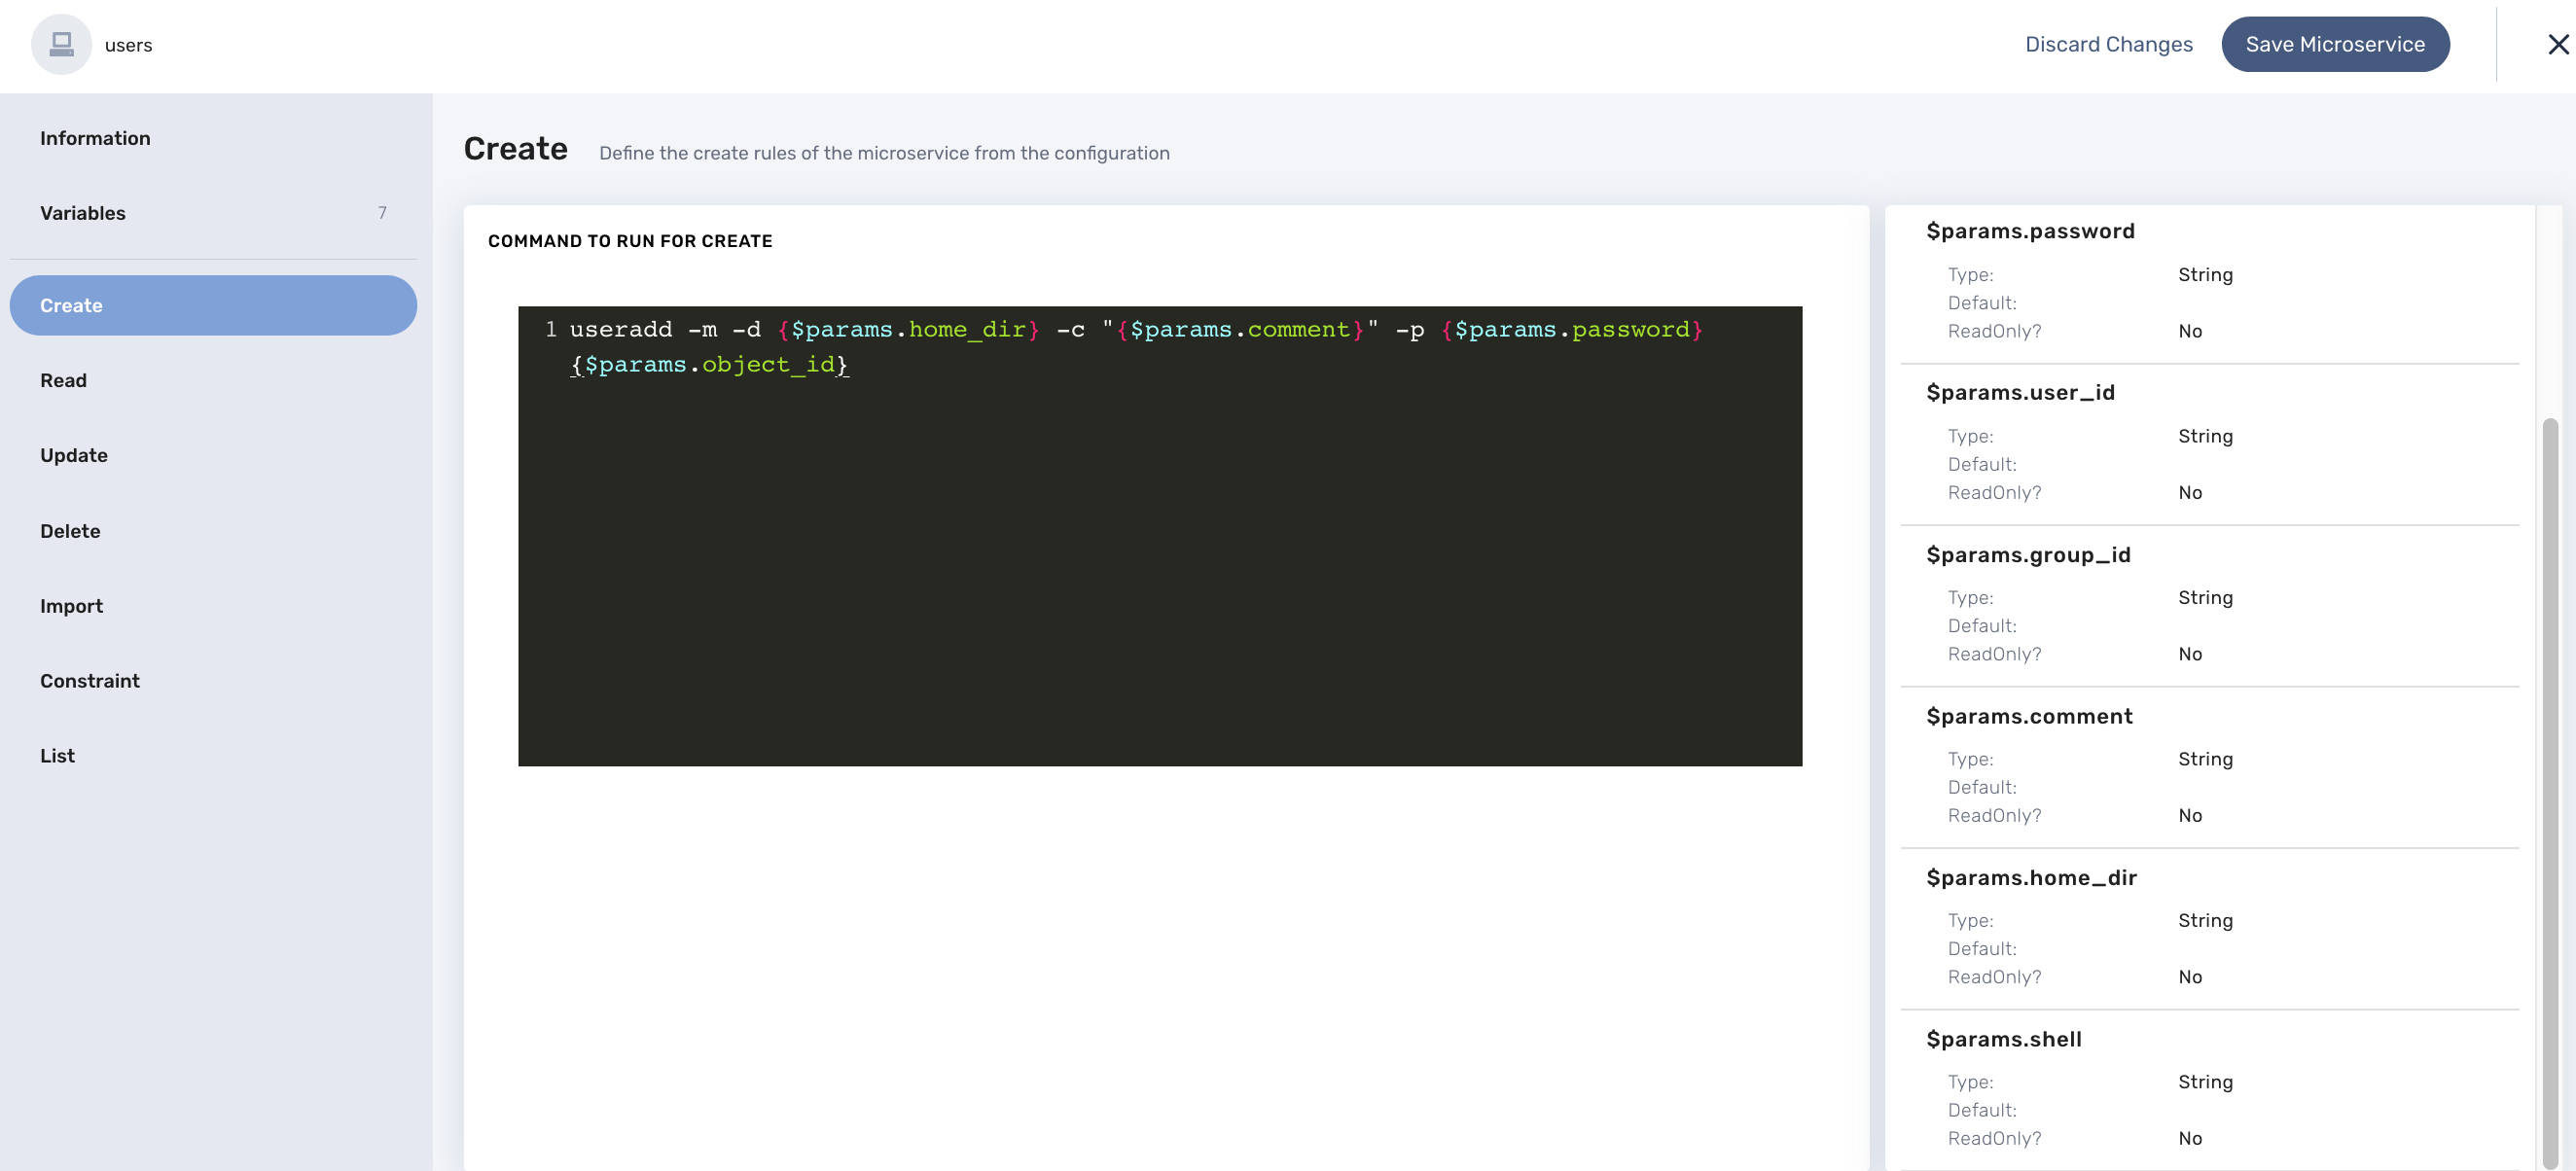 users
Discard Changes
Save Microservice
Information
Variables 7
Create
Read
Update
Delete
Import
Constraint
List
Create Define the create rules of the microservice from the configuration
COMMAND TO RUN FOR CREATE
1 useradd -m -d {$params.home_dir} -c "{$params.comment}" -p {$params.password}
{$params.object_id}
$params.password
Type: String
Default:
ReadOnly? No
$params.user_id
Type: String
Default:
ReadOnly? No
$params.group_id
Type: String
Default:
ReadOnly? No
$params.comment
Type: String
Default:
ReadOnly? No
$params.home_dir
Type: String
Default:
ReadOnly? No
$params.shell
Type: String
Default:
ReadOnly? No